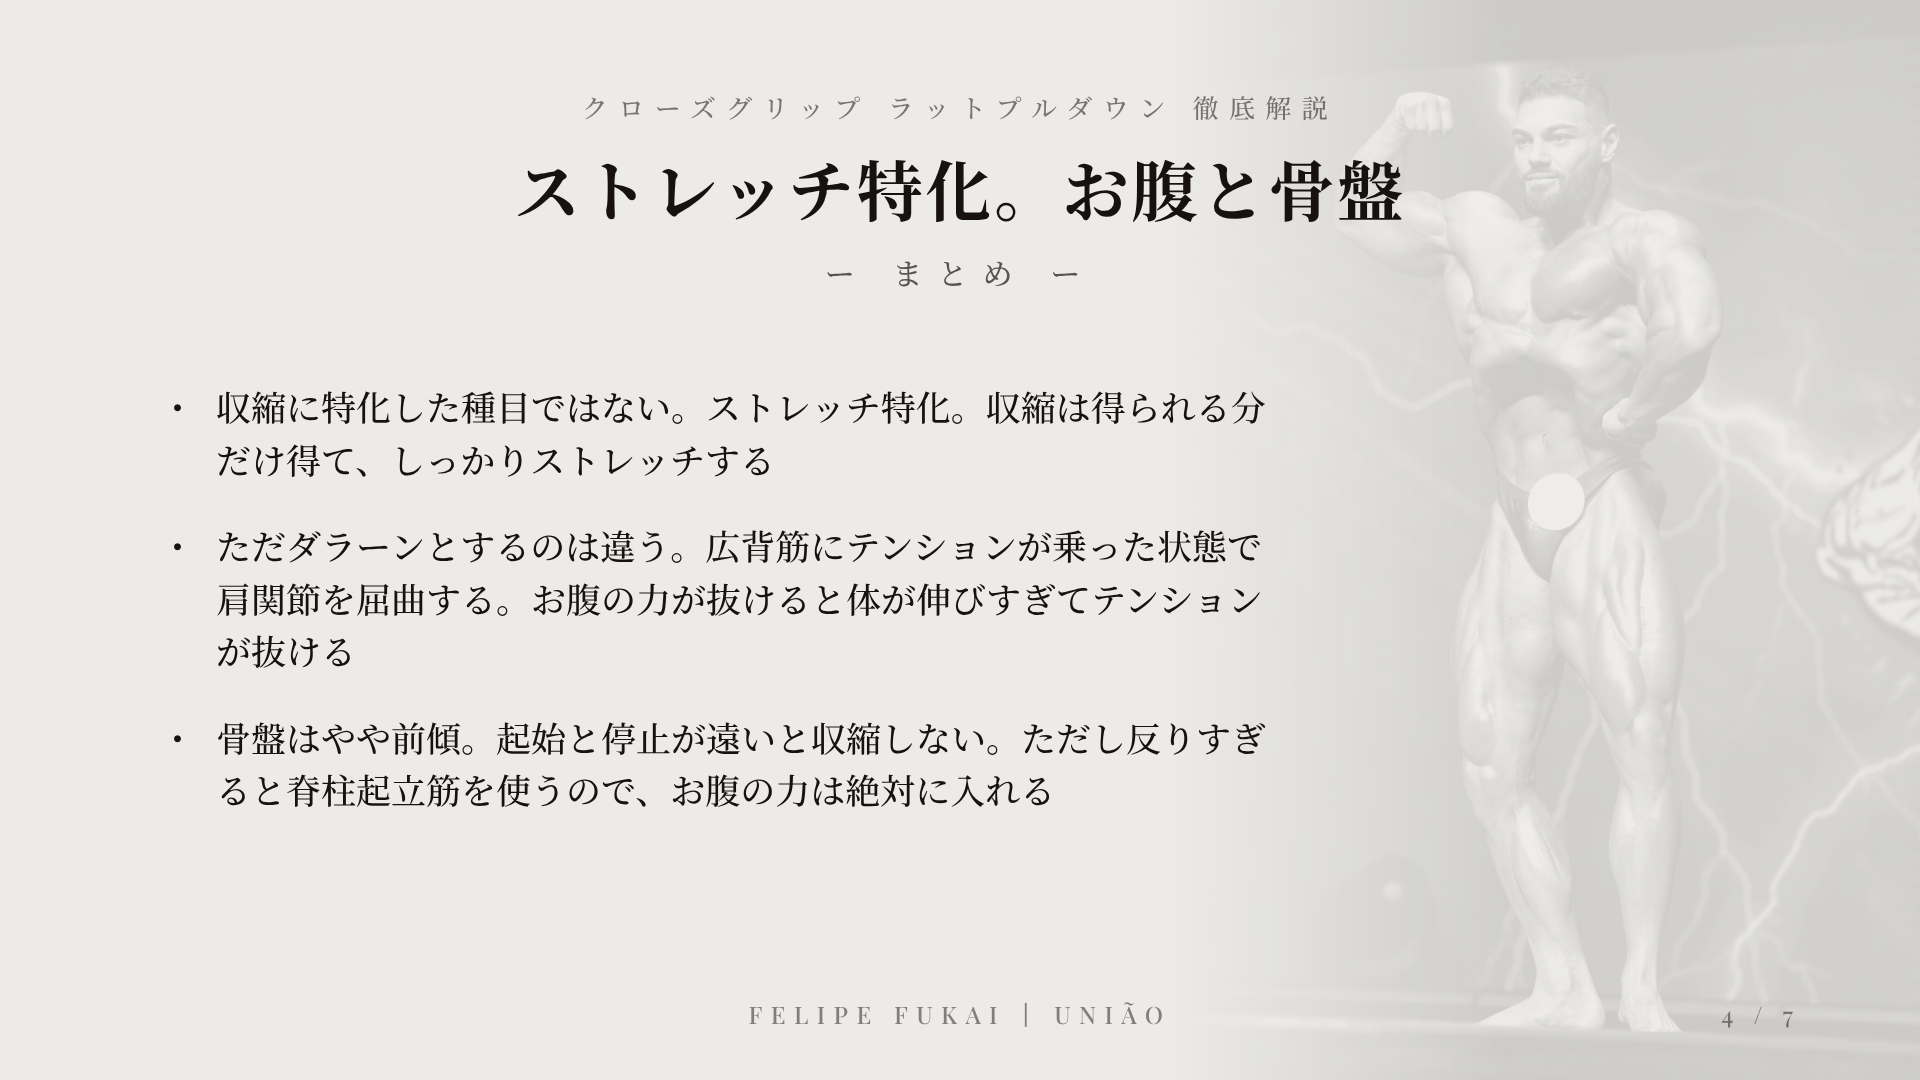 クローズグリップ ラットプルダウン 徹底解説
ストレッチ特化。お腹と骨盤
ー まとめ ー
・ 収縮に特化した種目ではない。ストレッチ特化。収縮は得られる分
だけ得て、しっかりストレッチする
・ ただダラーンとするのは違う。広背筋にテンションが乗った状態で
肩関節を屈曲する。お腹の力が抜けると体が伸びすぎてテンション
が抜ける
・ 骨盤はやや前傾。起始と停止が遠いと収縮しない。ただし反りすぎ
ると脊柱起立筋を使うので、お腹の力は絶対に入れる
FELIPE FUKAI | UNIÃO
4 / 7